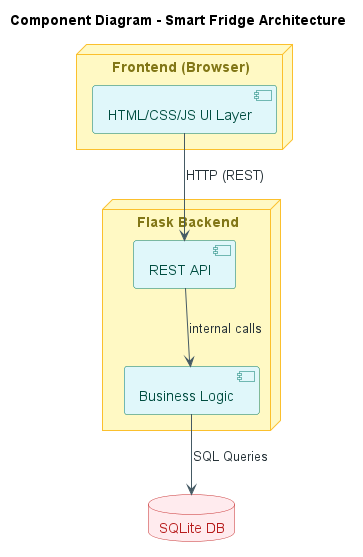 Component Diagram - Smart Fridge Architecture
Frontend (Browser)
HTML/CSS/JS UI Layer
HTTP (REST)
Flask Backend
REST API
internal calls
Business Logic
SQL Queries
SQLite DB